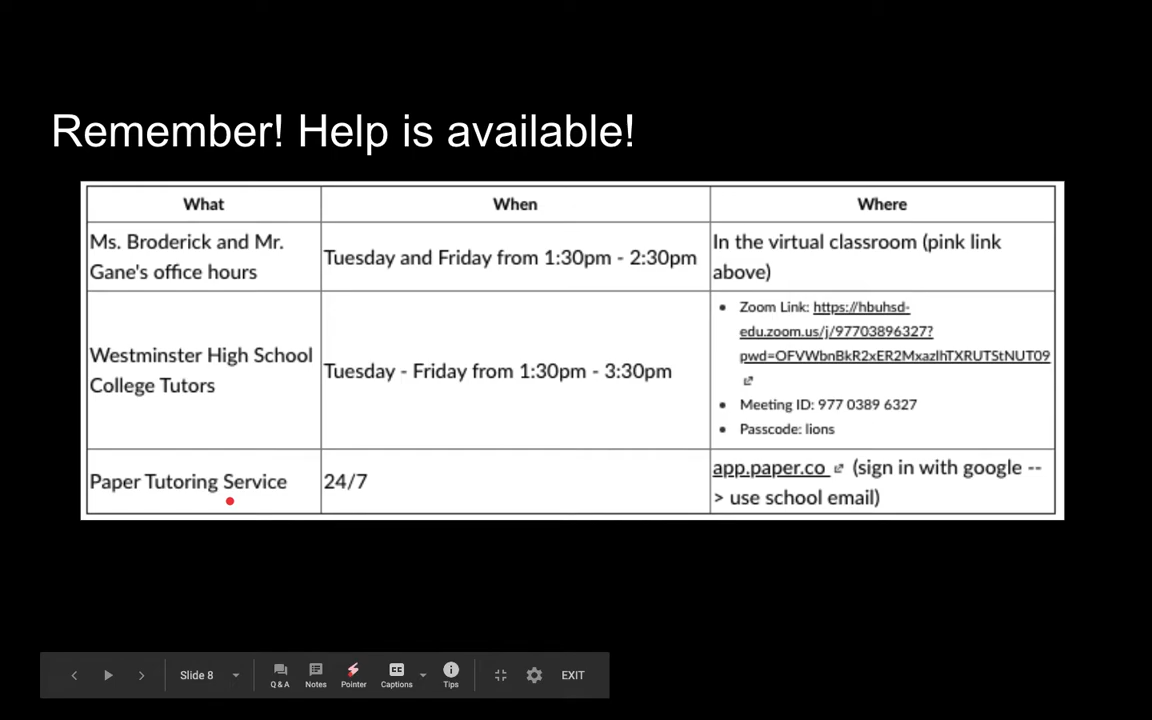 Remember! Help is available!
What
When
Where
Ms. Broderick and Mr.
Gane's office hours
Tuesday and Friday from 1:30pm - 2:30pm
In the virtual classroom (pink link
above)
Westminster High School
College Tutors
Tuesday - Friday from 1:30pm - 3:30pm
Zoom Link: https://hbuhsd-
edu.zoom.us/j/97703896327?
pwd=OFVWbnBkR2xER2MxazlhTXRUTStNUT09
Meeting ID: 977 0389 6327
Passcode: lions
Paper Tutoring Service
24/7
app.paper.co (sign in with google --
> use school email)
Slide 8
Q & A
Notes
Pointer
CC
Captions
Tips
EXIT